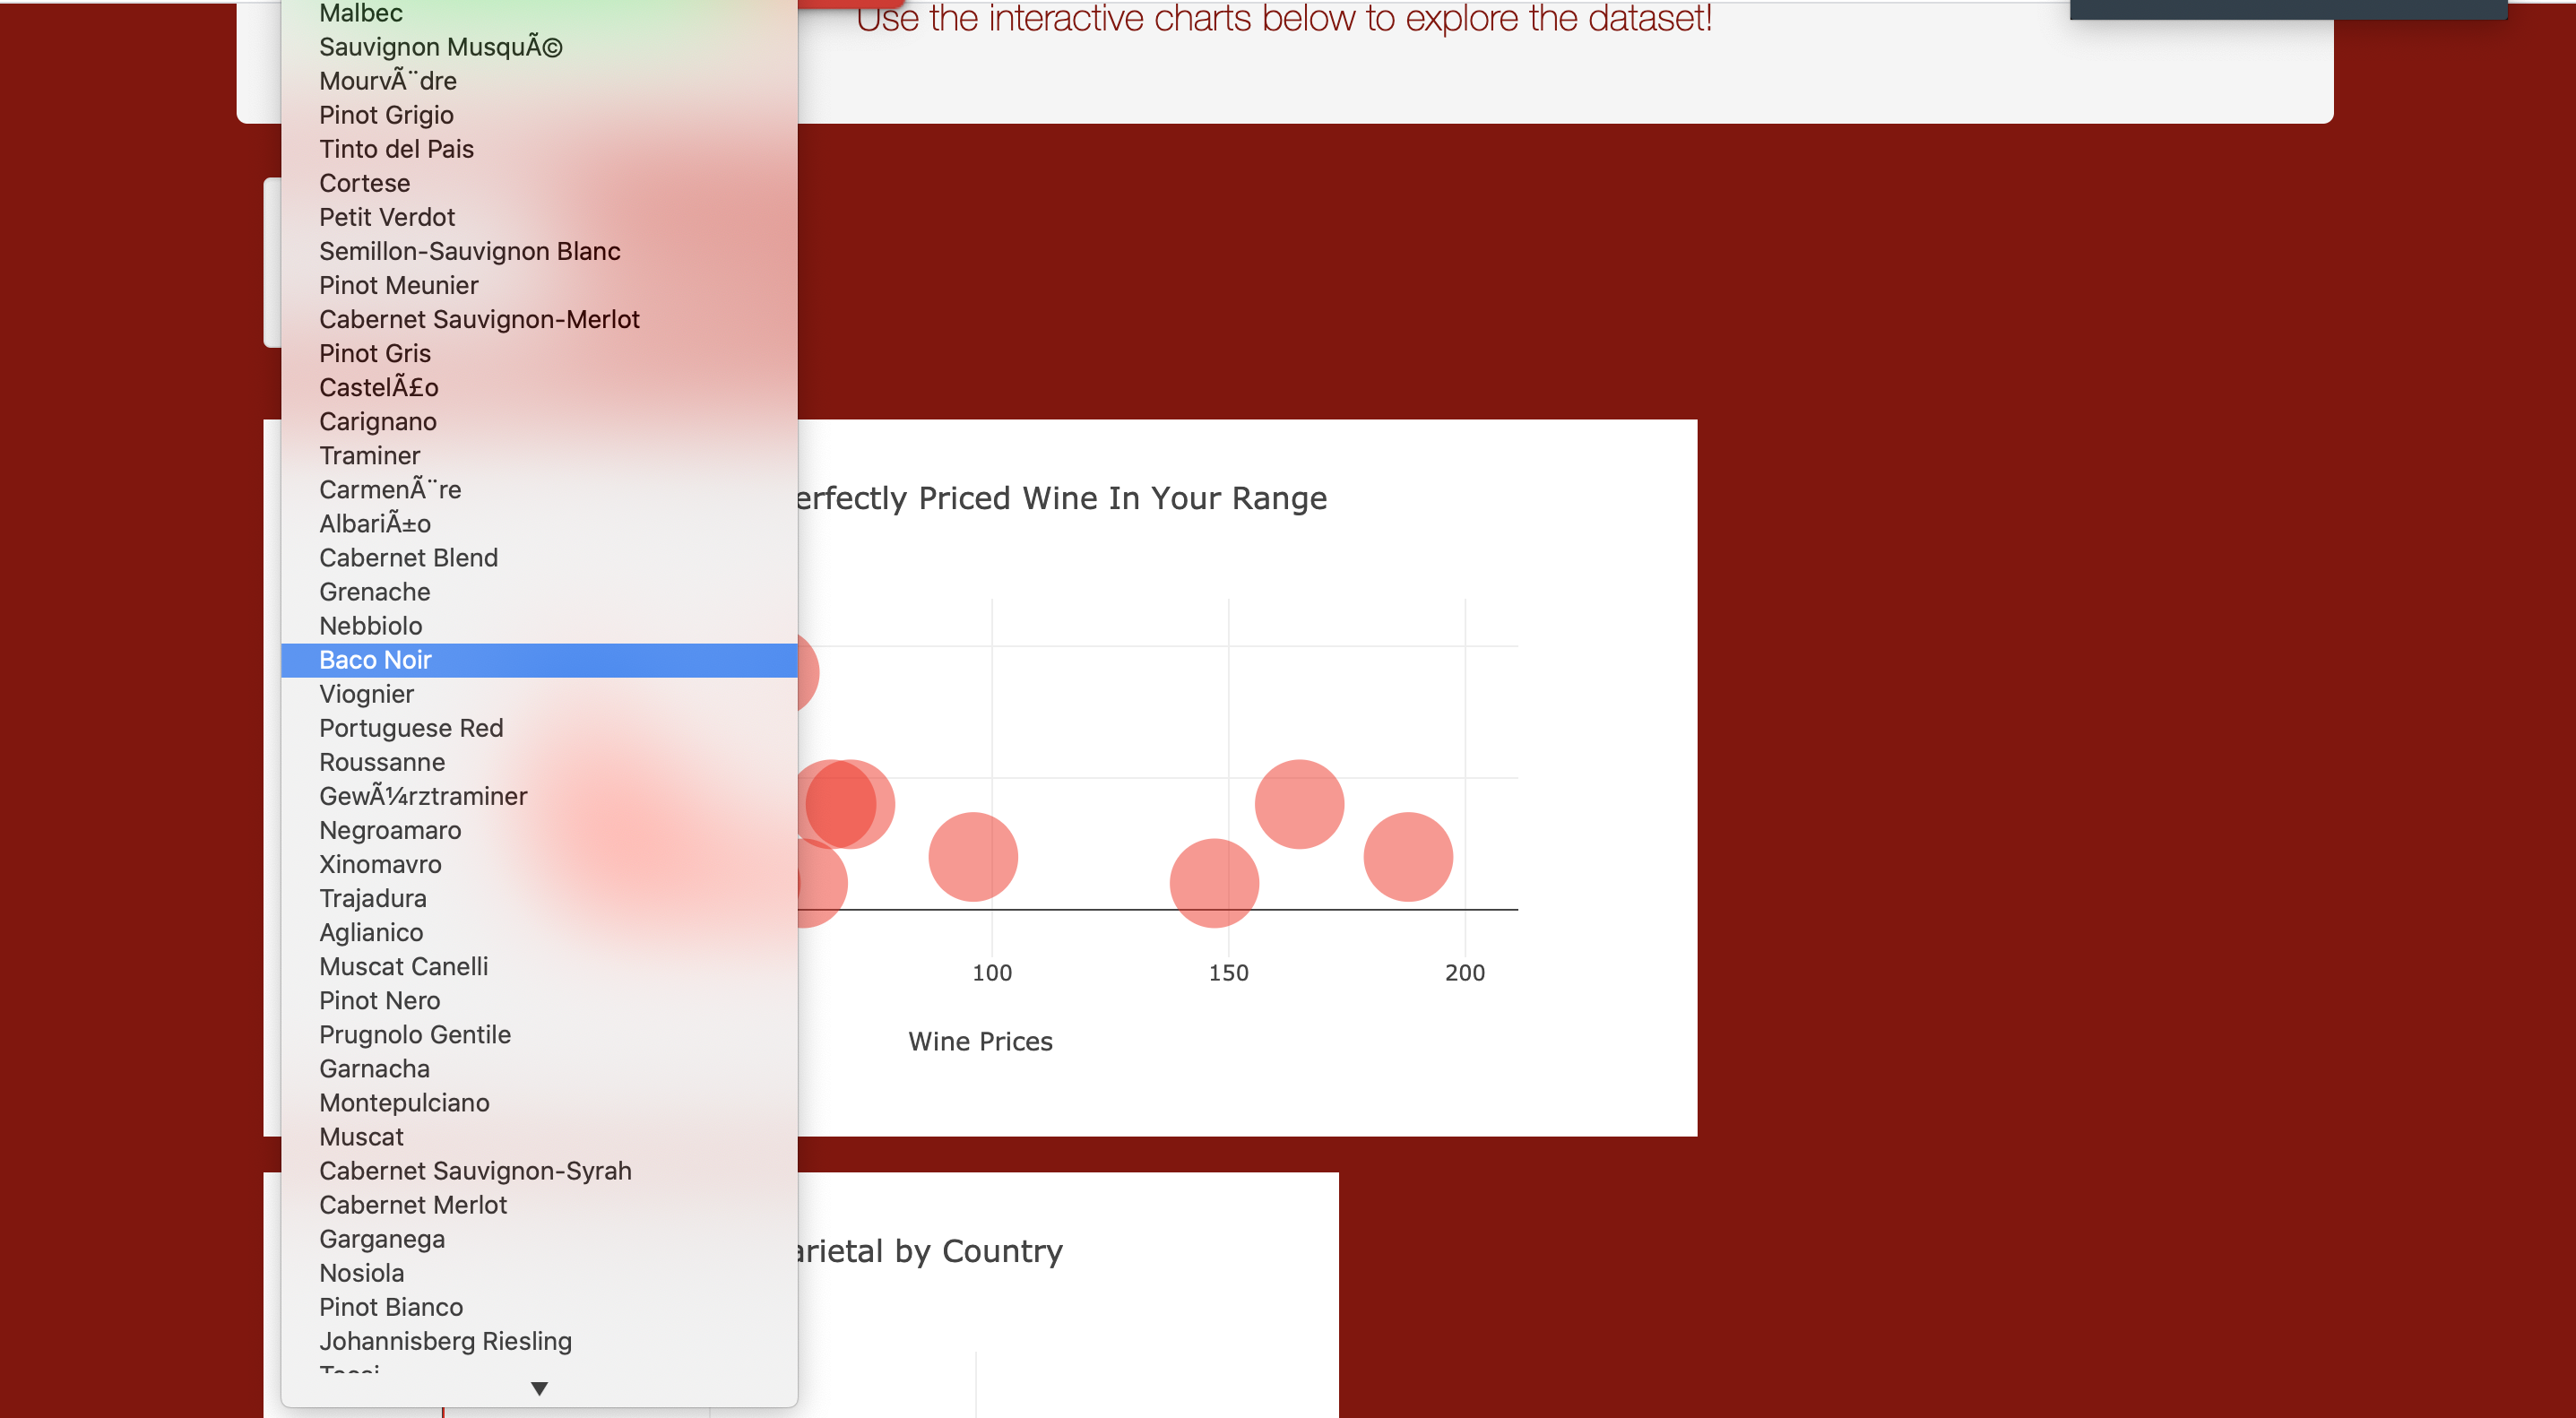 Use the interactive charts below to explore the dataset!
Malbec
Sauvignon MusquÃ©
MourvÃ¨dre
Pinot Grigio
Tinto del Pais
Cortese
Petit Verdot
Semillon-Sauvignon Blanc
Pinot Meunier
Cabernet Sauvignon-Merlot
Pinot Gris
CastelÃ£o
Carignano
Traminer
CarmenÃ¨re
AlbariÃ±o
Cabernet Blend
Grenache
Nebbiolo
Baco Noir
Viognier
Portuguese Red
Roussanne
GewÃ¼rztraminer
Negroamaro
Xinomavro
Trajadura
Aglianico
Muscat Canelli
Pinot Nero
Prugnolo Gentile
Garnacha
Montepulciano
Muscat
Cabernet Sauvignon-Syrah
Cabernet Merlot
Garganega
Nosiola
Pinot Bianco
Johannisberg Riesling
erfectly Priced Wine In Your Range
100 150 200
Wine Prices
arietal by Country